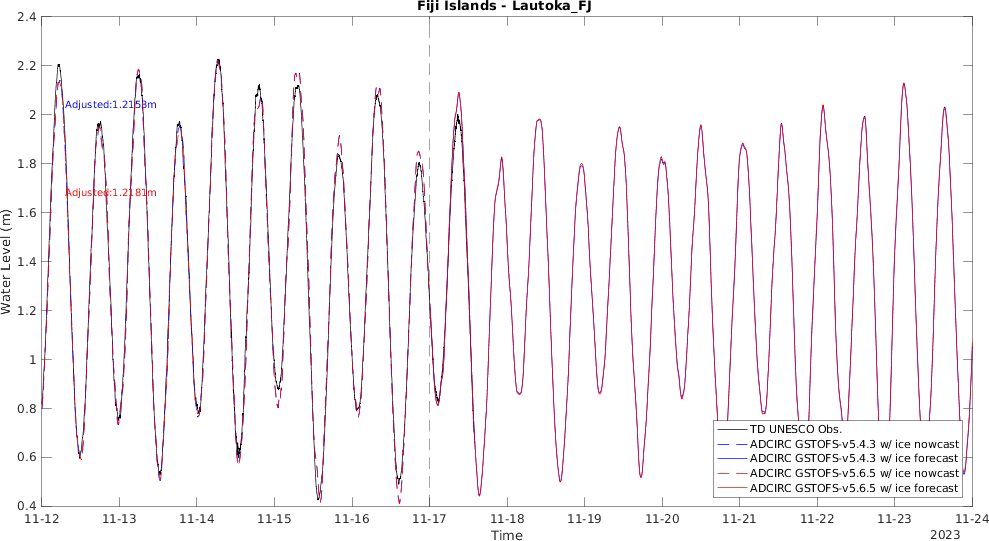 Fiji Islands - Lautoka_FJ
2.4
2.2
2
1.8
1.6
1.4
1.2
1
0.8
0.6
0.4
Water Level (m)
Adjusted:1.2153m
Adjusted:1.2181m
TD UNESCO Obs.
ADCIRC GSTOFS-v5.4.3 w/ ice nowcast
ADCIRC GSTOFS-v5.4.3 w/ ice forecast
ADCIRC GSTOFS-v5.6.5 w/ ice nowcast
ADCIRC GSTOFS-v5.6.5 w/ ice forecast
11-12 11-13 11-14 11-15 11-16 11-17 11-18 11-19 11-20 11-21 11-22 11-23 11-24
Time
2023